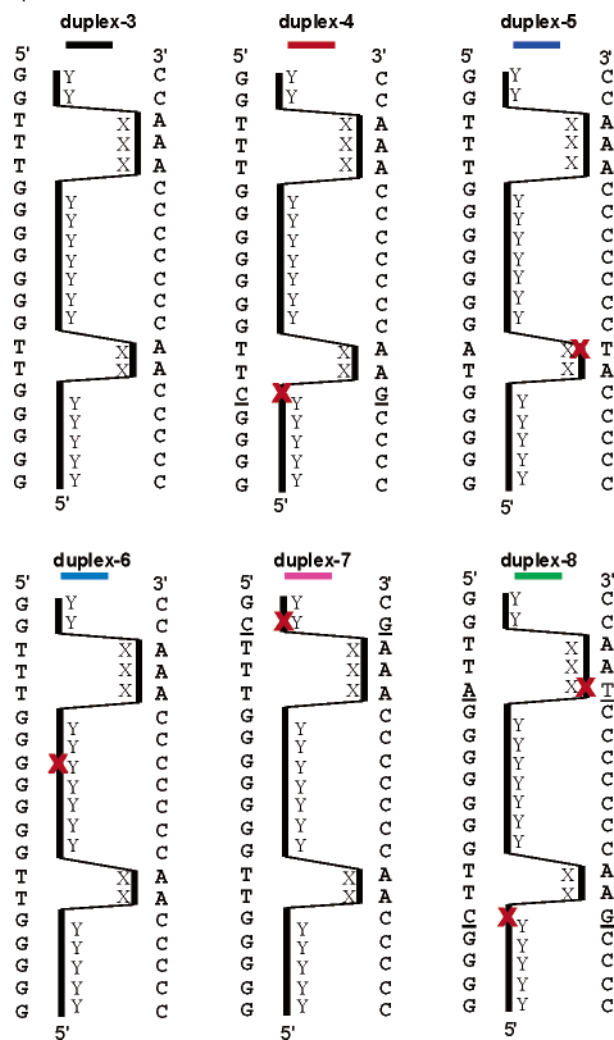 duplex-3
5' 3'
G Y C
G Y C
T X A
T X A
T X A
G Y C
G Y C
G Y C
G Y C
G Y C
G Y C
G Y C
T X A
T X A
G Y C
G Y C
G Y C
G Y C
G Y C
5'
duplex-4
5' 3'
G Y C
G Y C
T X A
T X A
T X A
G Y C
G Y C
G Y C
G Y C
G Y C
G Y C
G Y C
T X A
T X A
C Y G
G Y C
G Y C
G Y C
G Y C
5'
duplex-5
5' 3'
G Y C
G Y C
T X A
T X A
T X A
G Y C
G Y C
G Y C
G Y C
G Y C
G Y C
G Y C
A X T
T X A
G Y C
G Y C
G Y C
G Y C
G Y C
5'
duplex-6
5' 3'
G Y C
G Y C
T X A
T X A
T X A
G Y C
G Y C
G Y C
G Y C
G Y C
G Y C
G Y C
T X A
T X A
G Y C
G Y C
G Y C
G Y C
G Y C
5'
duplex-7
5' 3'
G Y C
C Y G
T X A
T X A
T X A
G Y C
G Y C
G Y C
G Y C
G Y C
G Y C
G Y C
T X A
T X A
G Y C
G Y C
G Y C
G Y C
G Y C
5'
duplex-8
5' 3'
G Y C
G Y C
T X A
T X A
A X T
G Y C
G Y C
G Y C
G Y C
G Y C
G Y C
G Y C
T X A
T X A
C Y G
G Y C
G Y C
G Y C
G Y C
5'